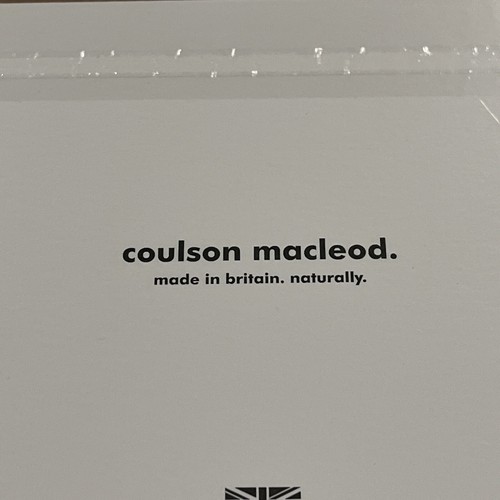 coulson macleod.
made in britain. naturally.